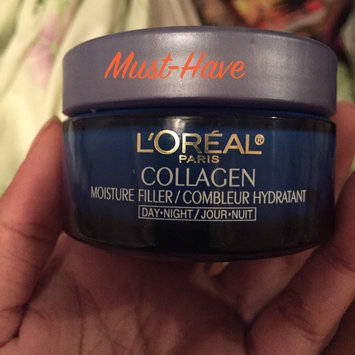 Must-Have
L'ORÉAL®
PARIS
COLLAGEN
MOISTURE FILLER/COMBLEUR HYDRATANT
DAY•NIGHT/JOUR•NUIT